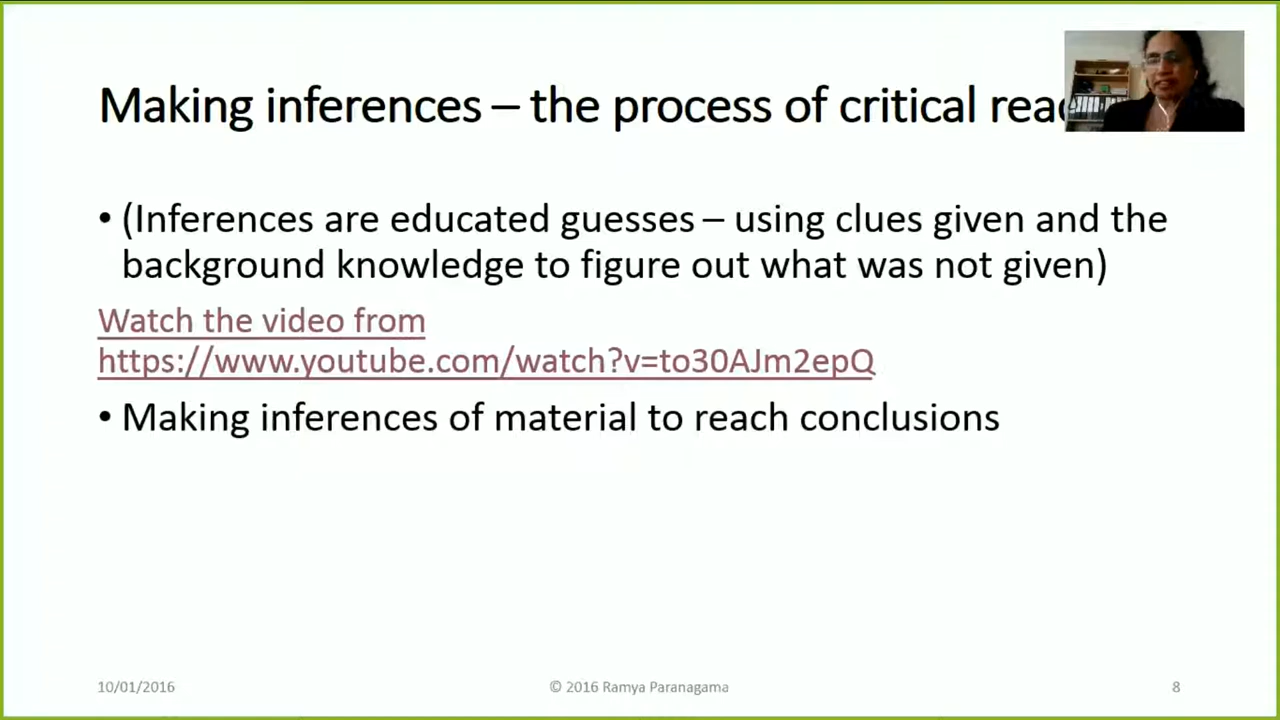 Making inferences – the process of critical
• (Inferences are educated guesses – using clues given and the
background knowledge to figure out what was not given)
Watch the video from
https://www.youtube.com/watch?v=to30AJm2epQ
• Making inferences of material to reach conclusions
10/01/2016
© 2016 Ramya Paranagama
8